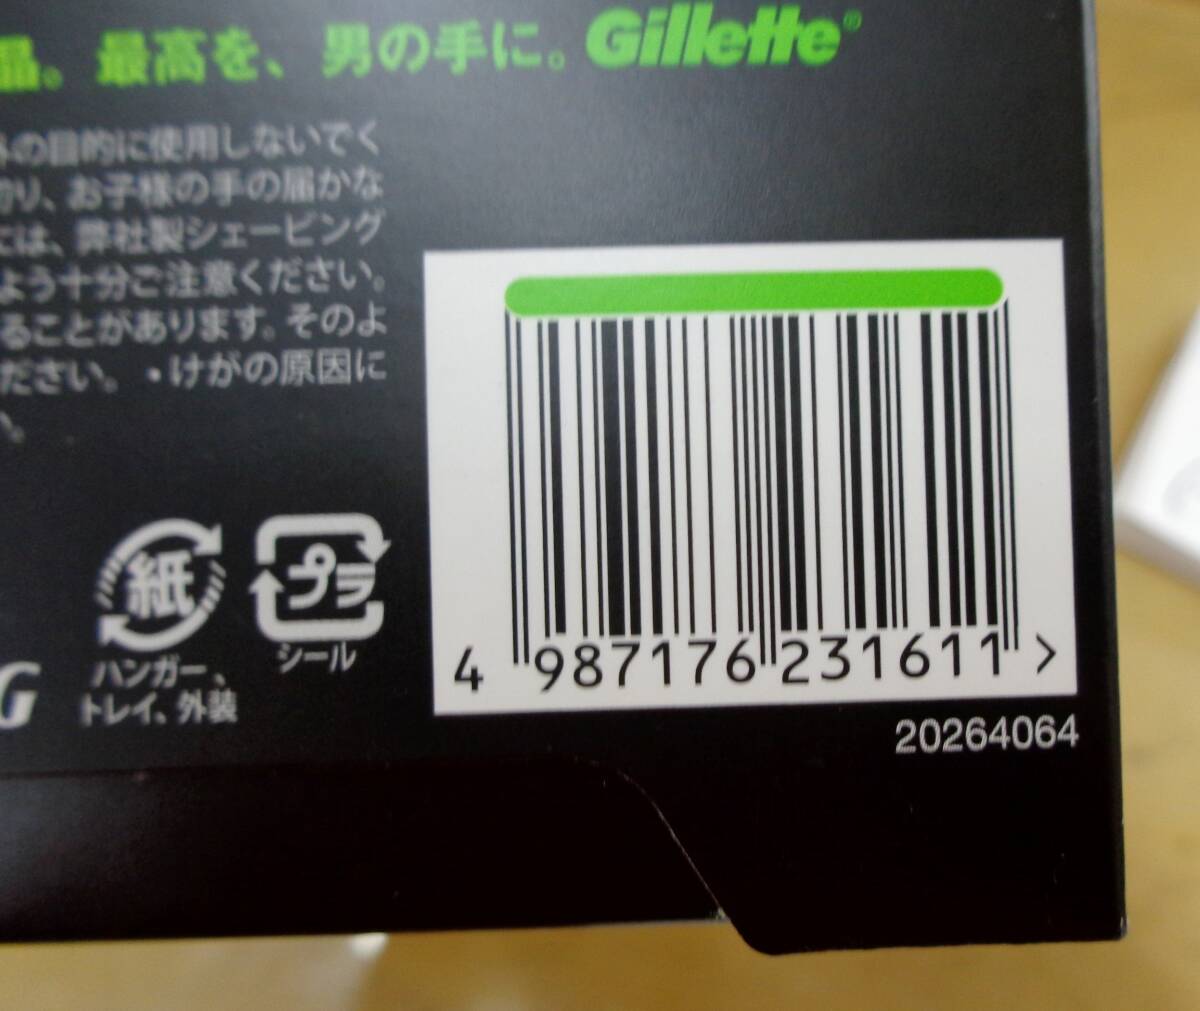 品。最高を、男の手に。Gillette®
外の目的に使用しないでく
切り、お子様の手の届かな
には、弊社製シェービング
よう十分ご注意ください。
ることがあります。そのよ
ださい。・けがの原因に
い。
紙
プラ
ハンガー、
トレイ、外装
シール
G
4 987176 231611 >
20264064